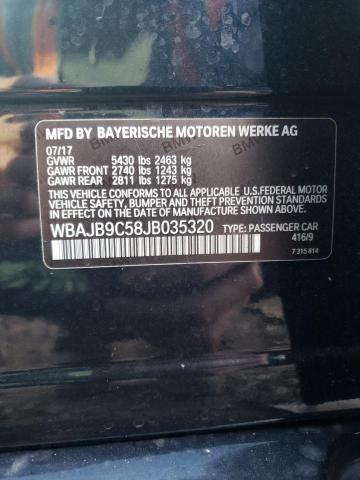 MFD BY BAYERISCHE MOTOREN WERKE AG
07/17
GVWR 5430 lbs 2463 kg
GAWR FRONT 2740 lbs 1243 kg
GAWR REAR 2811 lbs 1275 kg
THIS VEHICLE CONFORMS TO ALL APPLICABLE U.S.FEDERAL MOTOR
VEHICLE SAFETY, BUMPER AND THEFT PREVENTION STANDARDS IN
EFFECT ON THE DATE OF MANUFACTURE SHOWN ABOVE.
WBAJB9C58JB035320 TYPE: PASSENGER CAR
416/9
7 315 814